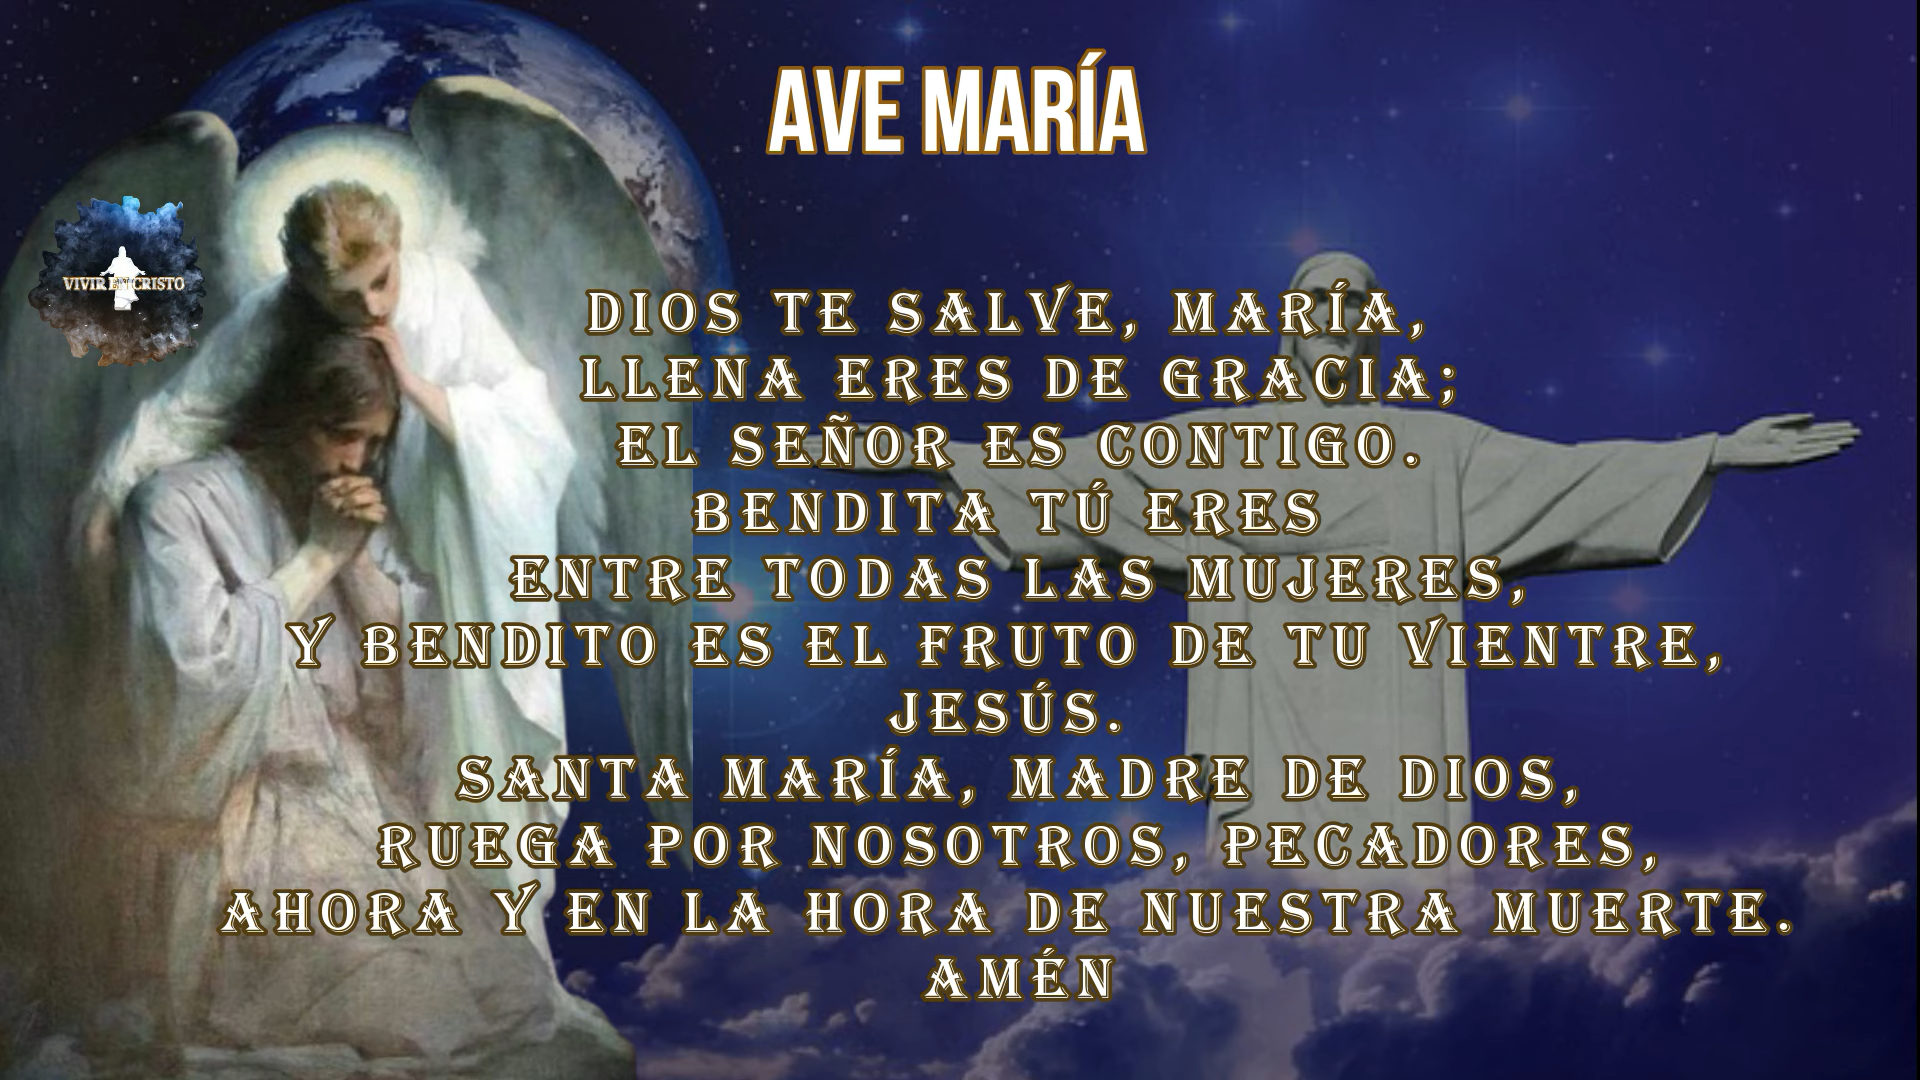 AVE MARÍA
VIVIR EN CRISTO
DIOS TE SALVE, MARÍA,
LLENA ERES DE GRACIA;
EL SEÑOR ES CONTIGO.
BENDITA TÚ ERES
ENTRE TODAS LAS MUJERES,
Y BENDITO ES EL FRUTO DE TU VIENTRE,
JESÚS.
SANTA MARÍA, MADRE DE DIOS,
RUEGA POR NOSOTROS, PECADORES,
AHORA Y EN LA HORA DE NUESTRA MUERTE.
AMÉN